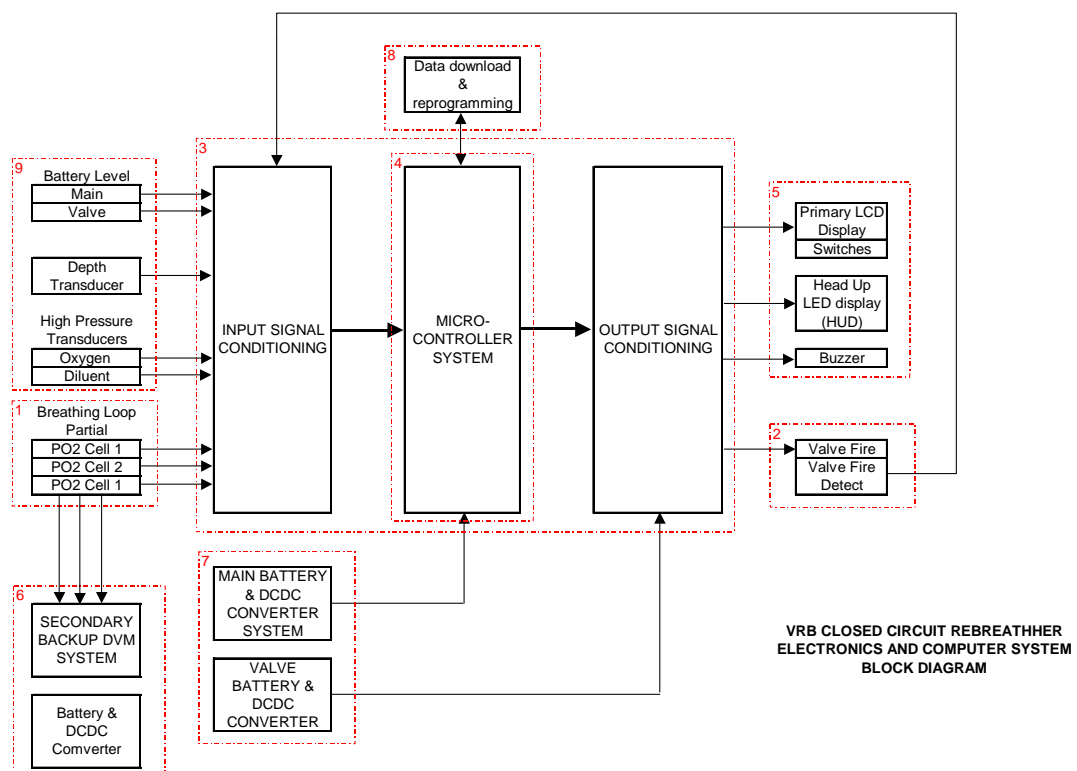 8
Data download
&
reprogramming
3
4
9
Battery Level
Main
Valve
Depth
Transducer
High Pressure
Transducers
Oxygen
Diluent
1
Breathing Loop
Partial
PO2 Cell 1
PO2 Cell 2
PO2 Cell 1
INPUT SIGNAL
CONDITIONING
MICRO-
CONTROLLER
SYSTEM
OUTPUT SIGNAL
CONDITIONING
5
Primary LCD
Display
Switches
Head Up
LED display
(HUD)
Buzzer
2
Valve Fire
Valve Fire
Detect
6
SECONDARY
BACKUP DVM
SYSTEM
Battery &
DCDC
Comverter
7
MAIN BATTERY
& DCDC
CONVERTER
SYSTEM
VALVE
BATTERY &
DCDC
CONVERTER
VRB CLOSED CIRCUIT REBREATHHER
ELECTRONICS AND COMPUTER SYSTEM
BLOCK DIAGRAM